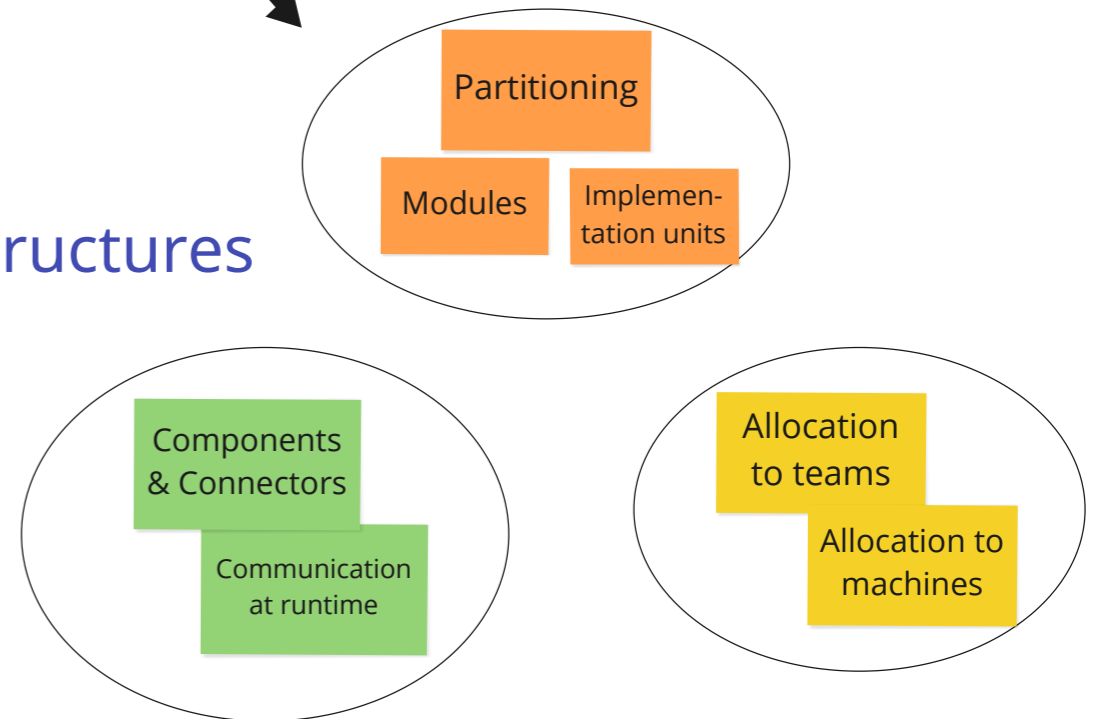 Partitioning
Modules
Implemen-
tation units
ructures
Components
& Connectors
Communication
at runtime
Allocation
to teams
Allocation to
machines